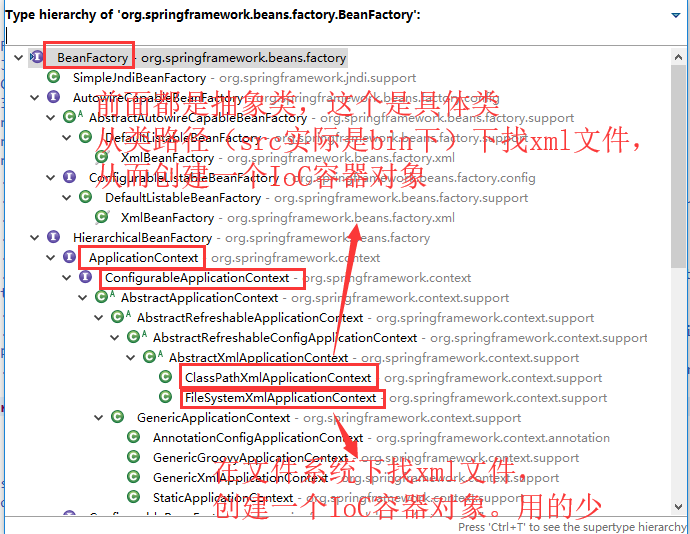 Type hierarchy of 'org.springframework.beans.factory.BeanFactory':
BeanFactory - org.springframework.beans.factory
SimpleJndiBeanFactory - org.springframework.jndi.support
AutowireCapableBeanFactory - org.springframework.beans.factory.config
前面都是抽象类，这个是具体类
AbstractAutowireCapableBeanFactory - org.springframework.beans.factory.support
DefaultListableBeanFactory - org.springframework.beans.factory.support
从类路径（src实际是bin下）下找xml文件，
XmlBeanFactory - org.springframework.beans.factory.xml
从而创建一个IoC容器对象
ConfigurableListableBeanFactory - org.springframework.beans.factory.config
DefaultListableBeanFactory - org.springframework.beans.factory.support
XmlBeanFactory - org.springframework.beans.factory.xml
HierarchicalBeanFactory - org.springframework.beans.factory
ApplicationContext - org.springframework.context
ConfigurableApplicationContext - org.springframework.context
AbstractApplicationContext - org.springframework.context.support
AbstractRefreshableApplicationContext - org.springframework.context.support
AbstractRefreshableConfigApplicationContext - org.springframework.context.support
AbstractXmlApplicationContext - org.springframework.context.support
ClassPathXmlApplicationContext - org.springframework.context.support
FileSystemXmlApplicationContext - org.springframework.context.support
GenericApplicationContext - org.springframework.context.support
AnnotationConfigApplicationContext - org.springframework.context.annotation
GenericGroovyApplicationContext - org.springframework.context.support
在文件系统下找xml文件，
GenericXmlApplicationContext - org.springframework.context.support
StaticApplicationContext - org.springframework.context.support
创建一个IoC容器对象。用的少
Press 'Ctrl+T' to see the supertype hierarchy